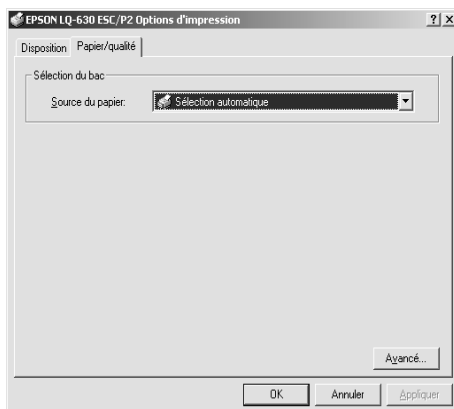 EPSON LQ-630 ESC/P2 Options d'impression
Disposition Papier/qualité
Sélection du bac
Source du papier: Sélection automatique
Avancé...
OK Annuler Appliquer